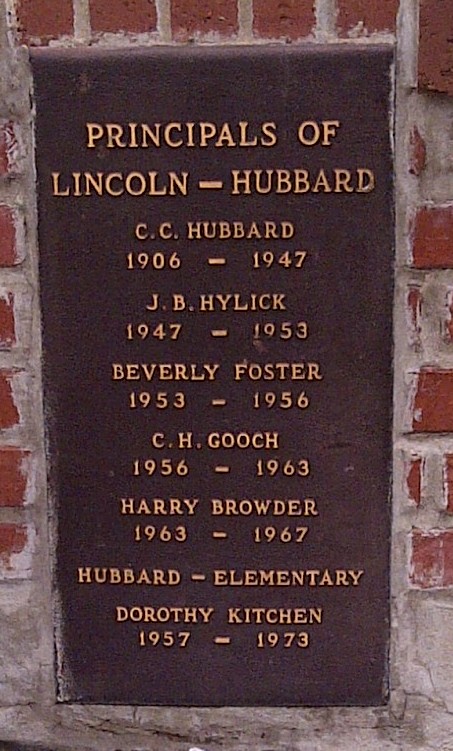 PRINCIPALS OF
LINCOLN – HUBBARD
C.C. HUBBARD
1906 – 1947
J.B. HYLICK
1947 – 1953
BEVERLY FOSTER
1953 – 1956
C.H. GOOCH
1956 – 1963
HARRY BROWDER
1963 – 1967
HUBBARD – ELEMENTARY
DOROTHY KITCHEN
1957 – 1973